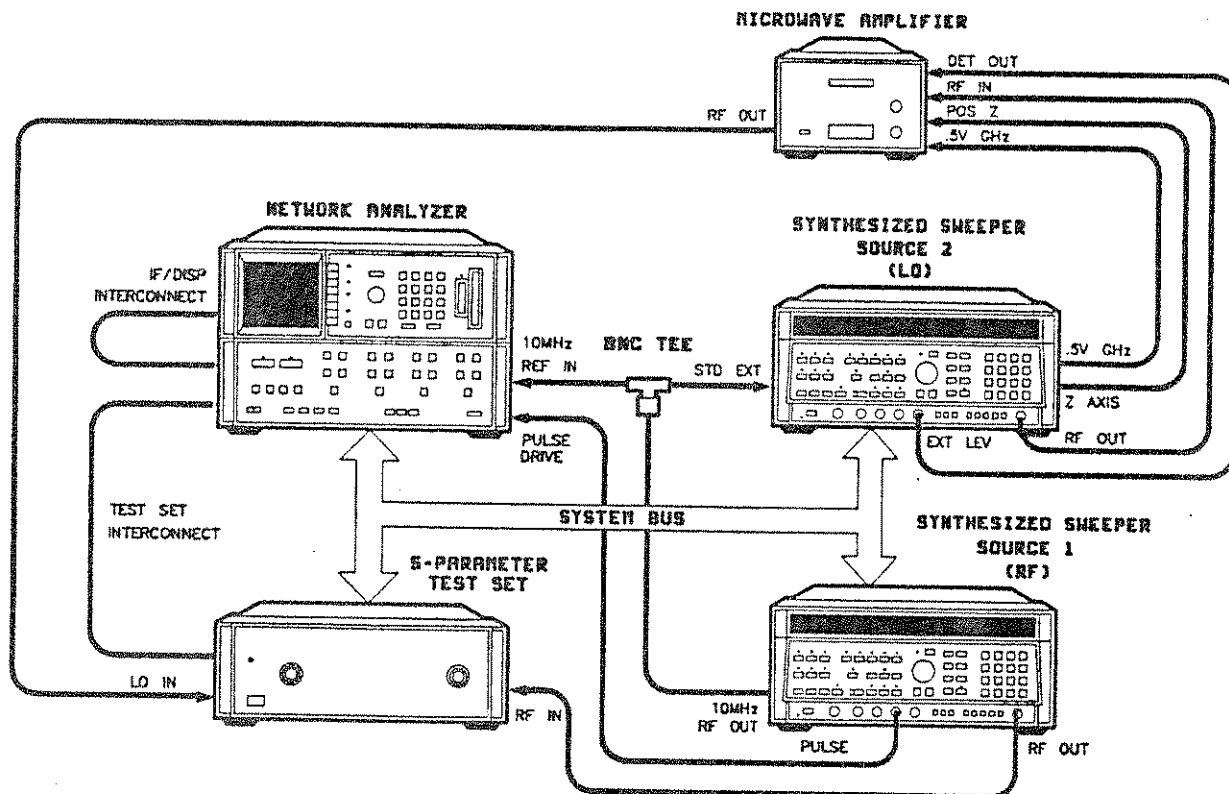 MICROWAVE AMPLIFIER
DET OUT
RF IN
POS Z
.5V GHz
RF OUT
NETWORK ANALYZER
IF/DISP
INTERCONNECT
SYNTHESIZED SWEEPER
SOURCE 2
(LO)
10MHz
REF IN
BNC TEE
STD EXT
.5V GHz
Z AXIS
EXT LEV
RF OUT
PULSE
DRIVE
TEST SET
INTERCONNECT
SYSTEM BUS
SYNTHESIZED SWEEPER
SOURCE 1
(RF)
S-PARAMETER
TEST SET
LO IN
RF IN
10MHz
RF OUT
PULSE
RF OUT